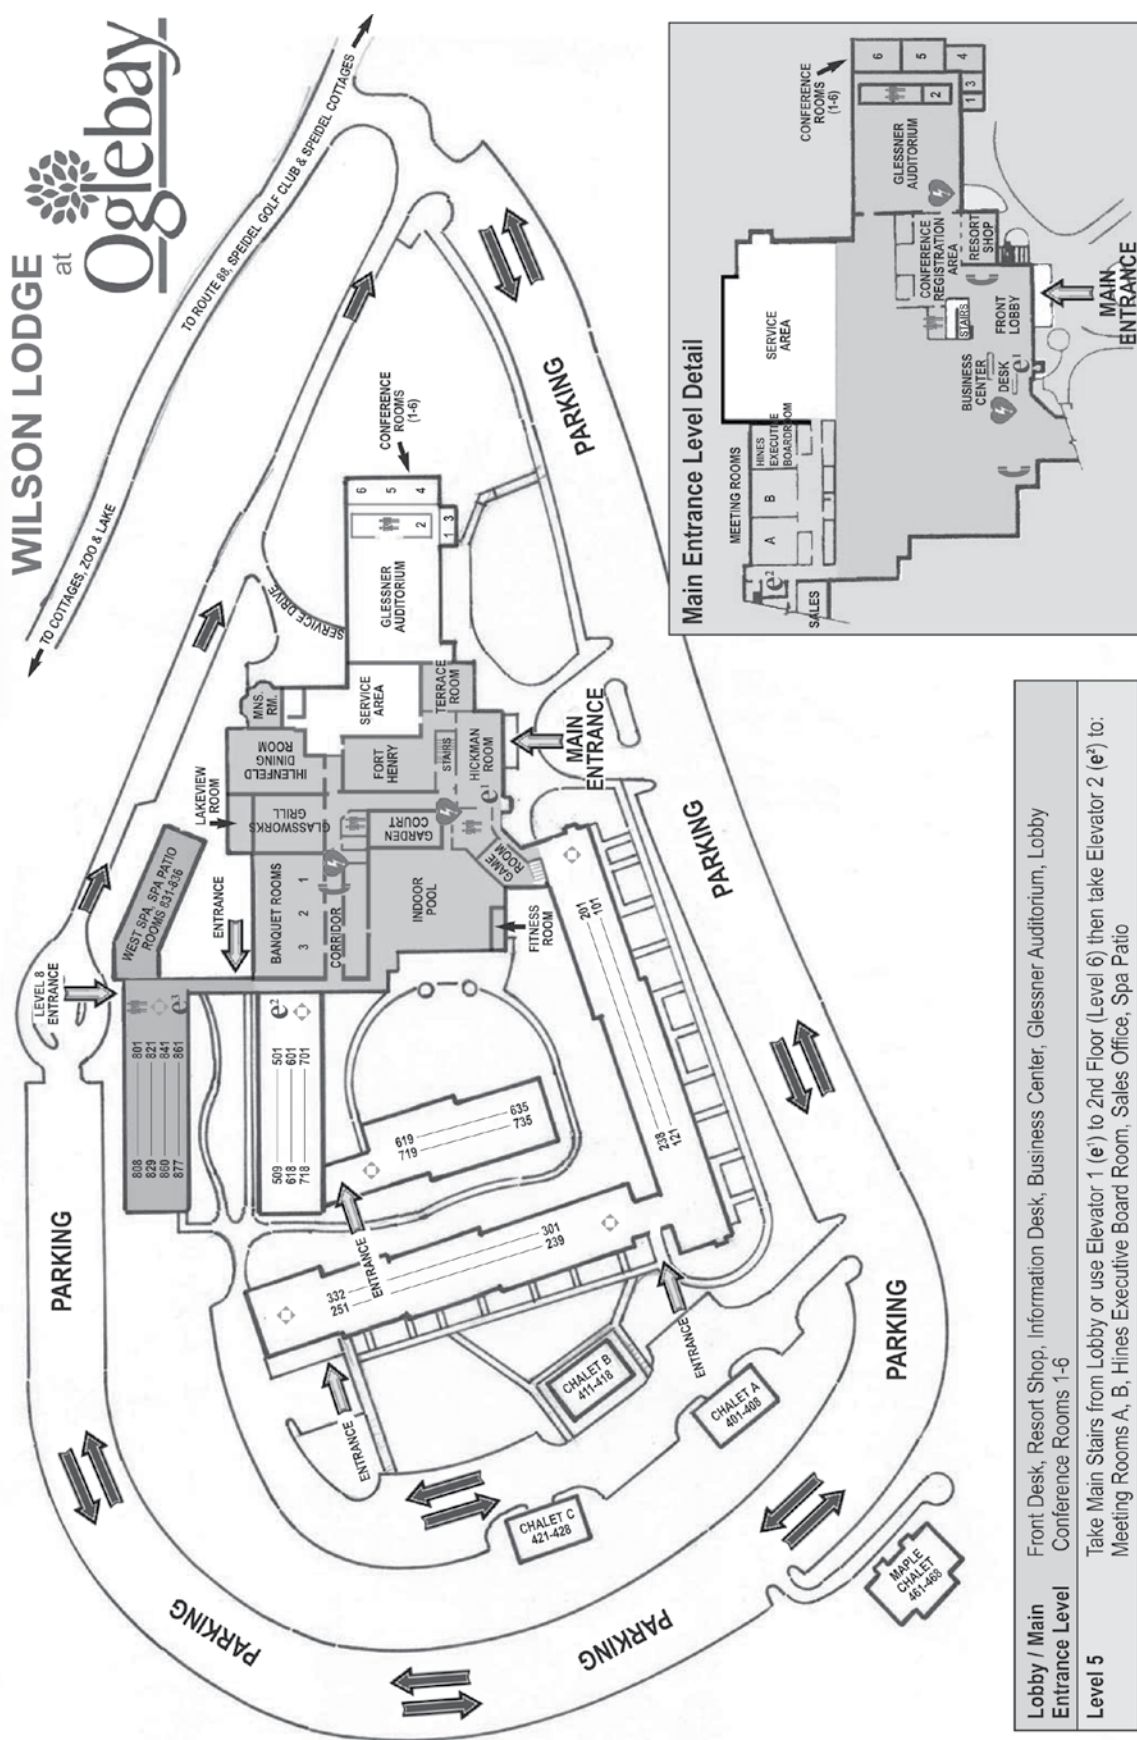 WILSON LODGE
at
Oglebay
TO COTTAGES, ZOO & LAKE
TO ROUTE 88, SPEIDEL GOLF CLUB & SPEIDEL COTTAGES
LEVEL 8
ENTRANCE
WEST SPA, SPA PATIO
ROOMS 831-836
ENTRANCE
LAKEVIEW
ROOM
MNS.
RM.
SERVICE DRIVE
CONFERENCE
ROOMS
(1-6)
PARKING
808 801
829 821
860 841
877 861
e3
509 501
618 601
718 701
e2
BANQUET ROOMS
3 2 1
CORRIDOR
GLASSWORKS
GRILL
IHLENFELD
DINING
ROOM
SERVICE
AREA
FORT
HENRY
STAIRS
TERRACE
ROOM
HICKMAN
ROOM
GARDEN
COURT
e1
INDOOR
POOL
GAME
ROOM
FITNESS
ROOM
GLESSNER
AUDITORIUM
6
5
4
2
1
3
MAIN
ENTRANCE
PARKING
PARKING
201
101
238
121
619 635
719 735
332 301
251 239
ENTRANCE
ENTRANCE
ENTRANCE
CHALET B
411-418
CHALET A
401-408
CHALET C
421-428
MAPLE
CHALET
461-468
PARKING
PARKING
PARKING
Main Entrance Level Detail
CONFERENCE
ROOMS
(1-6)
6
5
4
2
1
3
GLESSNER
AUDITORIUM
SERVICE
AREA
MEETING ROOMS
A
B
HINES
EXECUTIVE
BOARDROOM
e2
SALES
CONFERENCE
REGISTRATION
AREA
RESORT
SHOP
STAIRS
FRONT
LOBBY
BUSINESS
CENTER
DESK
e1
MAIN
ENTRANCE
Lobby / Main Front Desk, Resort Shop, Information Desk, Business Center, Glessner Auditorium, Lobby
Entrance Level Conference Rooms 1-6
Level 5 Take Main Stairs from Lobby or use Elevator 1 (e¹) to 2nd Floor (Level 6) then take Elevator 2 (e²) to:
Meeting Rooms A, B, Hines Executive Board Room, Sales Office, Spa Patio